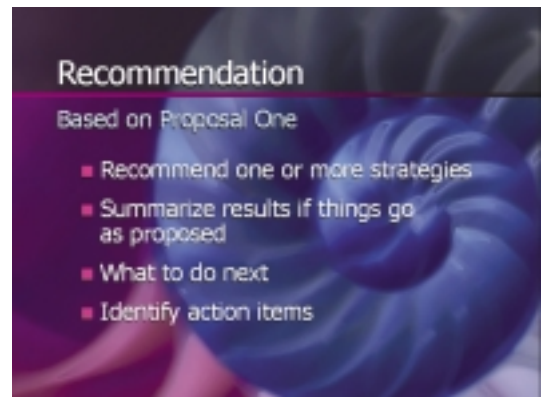 Recommendation
Based on Proposal One
Recommend one or more strategies
Summarize results if things go
as proposed
What to do next
Identify action items